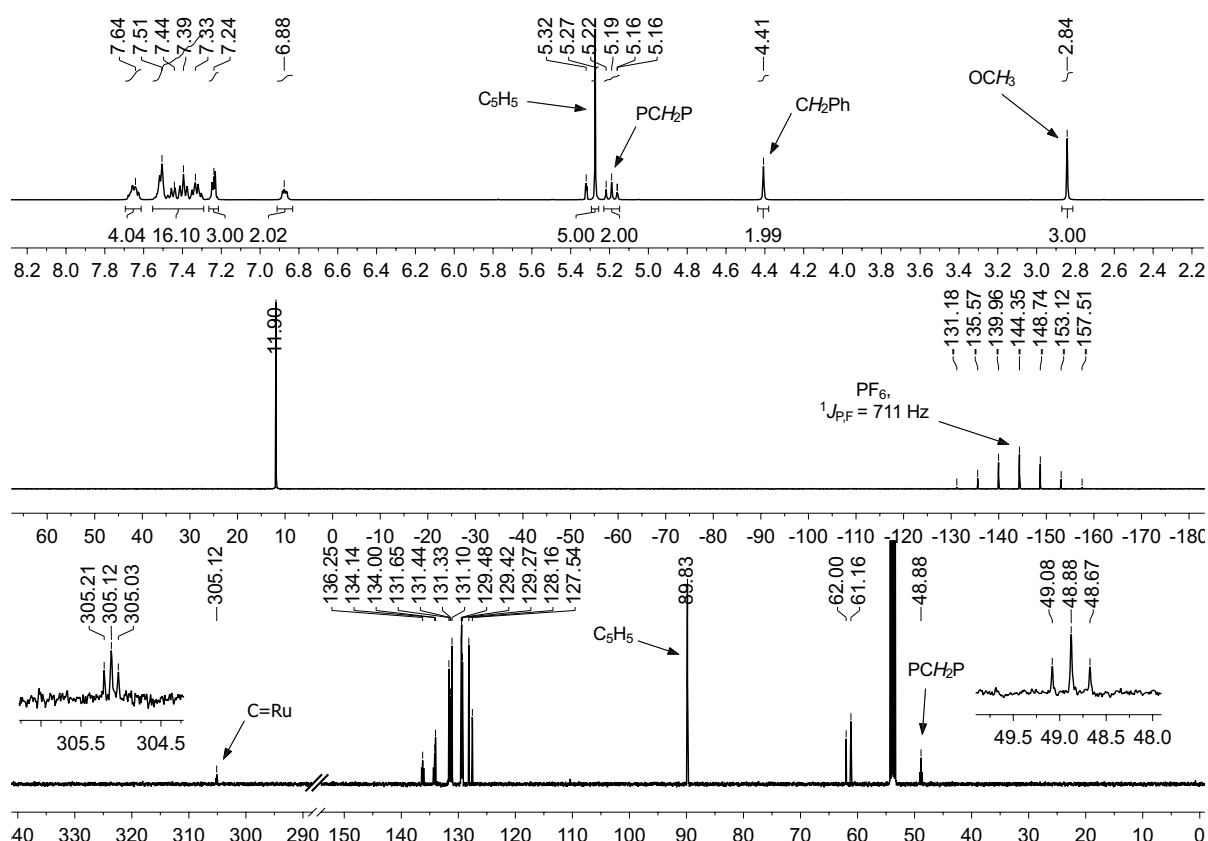 7.64 7.51 7.44 7.39 7.33 7.24 6.88 5.32 5.27 5.22 5.19 5.16 5.16 4.41 2.84
OCH3
C5H5
PCH2P
CH2Ph
4.04 16.10 3.00 2.02 5.00 2.00 1.99 3.00
8.2 8.0 7.8 7.6 7.4 7.2 7.0 6.8 6.6 6.4 6.2 6.0 5.8 5.6 5.4 5.2 5.0 4.8 4.6 4.4 4.2 4.0 3.8 3.6 3.4 3.2 3.0 2.8 2.6 2.4 2.2
11.90 -131.18 -135.57 -139.96 -144.35 -148.74 -153.12 -157.51
PF6,
1JP,F = 711 Hz
60 50 40 30 20 10 0 -10 -20 -30 -40 -50 -60 -70 -80 -90 -100 -110 -120 -130 -140 -150 -160 -170 -180
305.21 305.12 305.03 305.12 136.25 134.14 134.00 131.65 131.44 131.33 131.10 129.48 129.42 129.27 128.16 127.54 89.83 62.00 61.16 48.88 49.08 48.88 48.67
C5H5
PCH2P
C=Ru
305.5 304.5
49.5 49.0 48.5 48.0
40 330 320 310 300 290 150 140 130 120 110 100 90 80 70 60 50 40 30 20 10 0